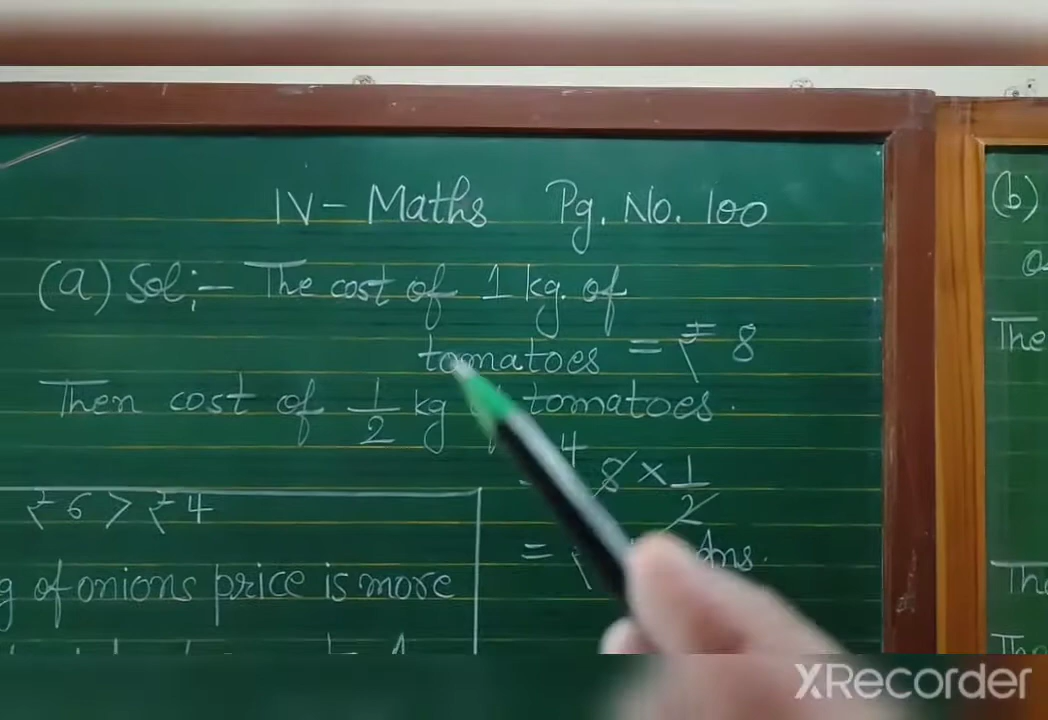 IV - Maths Pg. No. 100
(a) Sol:- The cost of 1 kg. of
tomatoes = ₹ 8
Then cost of 1/2 kg tomatoes.
4
8 × 1/2
= ₹ Ans.
₹ 6 > ₹ 4
of onions price is more
(b)
The
XRecorder